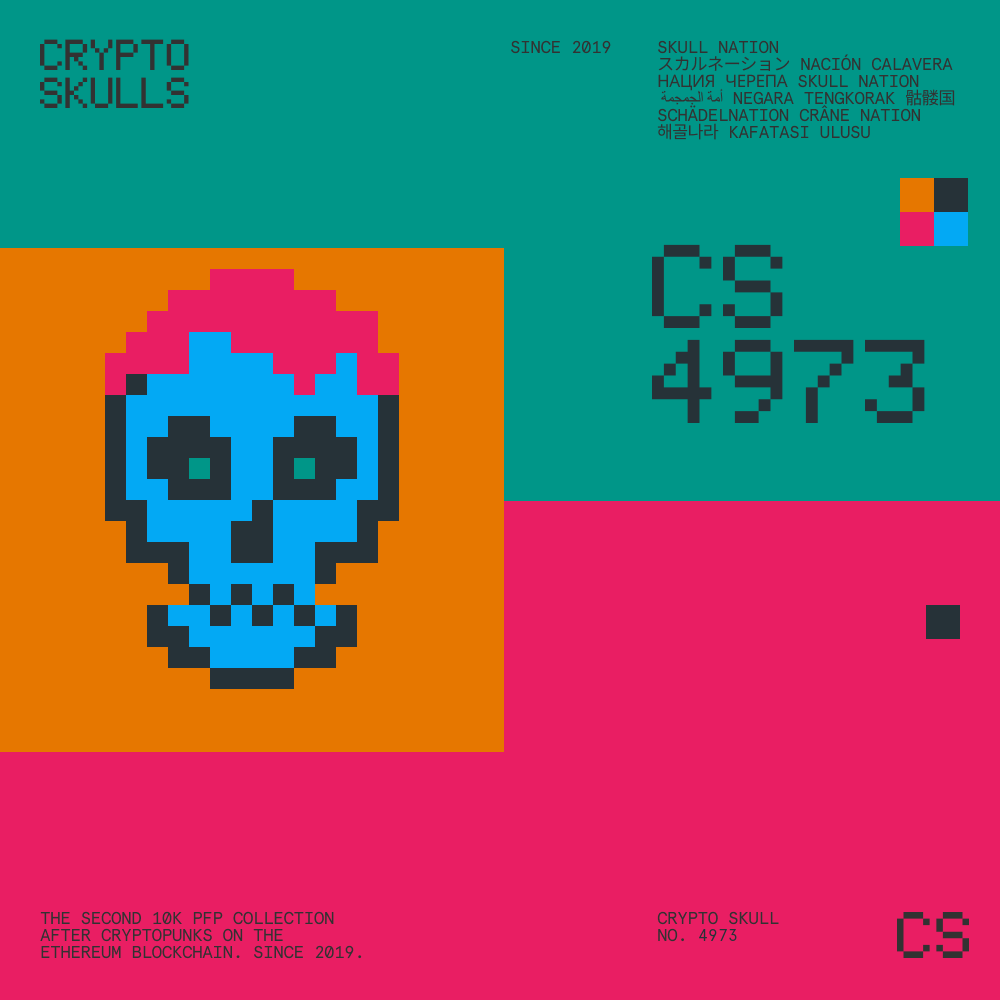 CRYPTO
SKULLS
SINCE 2019
SKULL NATION
スカルネーション NACIÓN CALAVERA
НАЦИЯ ЧЕРЕПА SKULL NATION
أمة الجمجمة NEGARA TENGKORAK 骷髅国
SCHÄDELNATION CRÂNE NATION
해골나라 KAFATASI ULUSU
CS
4973
THE SECOND 10K PFP COLLECTION
AFTER CRYPTOPUNKS ON THE
ETHEREUM BLOCKCHAIN. SINCE 2019.
CRYPTO SKULL
NO. 4973
CS